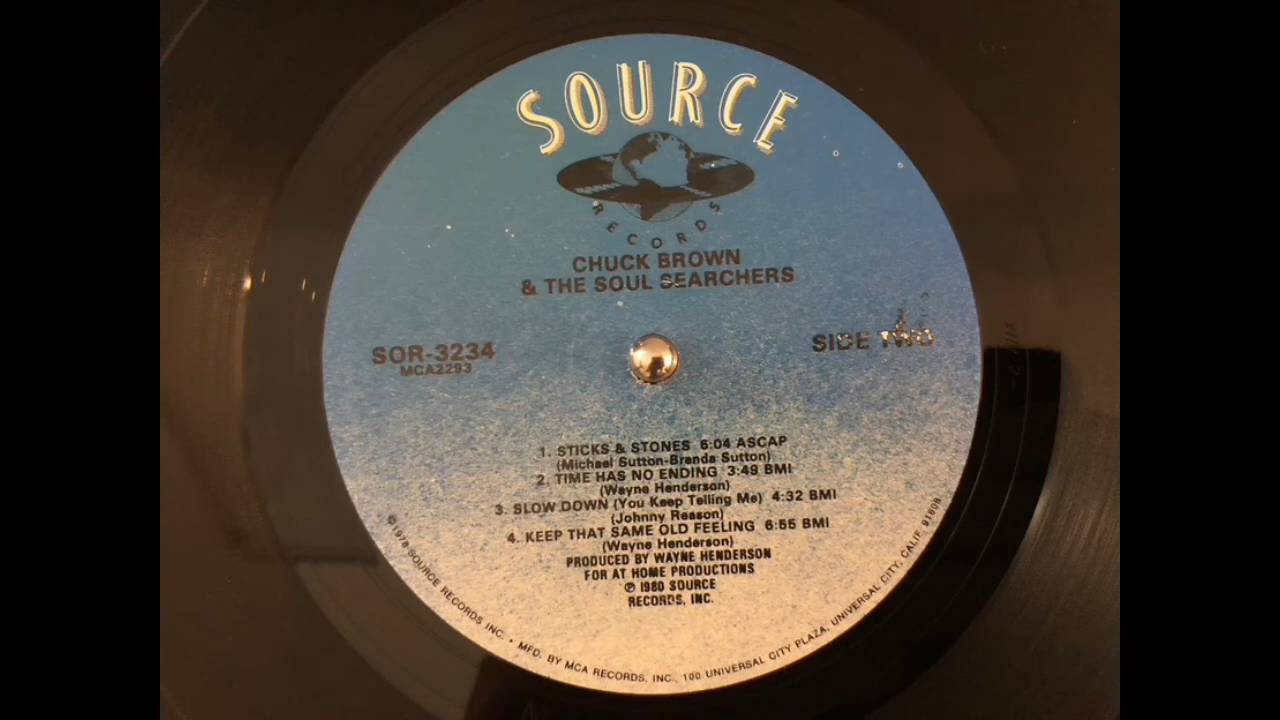 SOURCE
RECORDS
CHUCK BROWN
& THE SOUL SEARCHERS
SOR-3234
MCA2293
SIDE TWO
1. STICKS & STONES 6:04 ASCAP
(Michael Sutton-Brenda Sutton)
2. TIME HAS NO ENDING 3:49 BMI
(Wayne Henderson)
3. SLOW DOWN (You Keep Telling Me) 4:32 BMI
(Johnny Reason)
4. KEEP THAT SAME OLD FEELING 6:55 BMI
(Wayne Henderson)
PRODUCED BY WAYNE HENDERSON
FOR AT HOME PRODUCTIONS
℗ 1980 SOURCE
RECORDS, INC.
©1978 SOURCE RECORDS INC. • MFD. BY MCA RECORDS, INC., 100 UNIVERSAL CITY PLAZA, UNIVERSAL CITY, CALIF. 91608